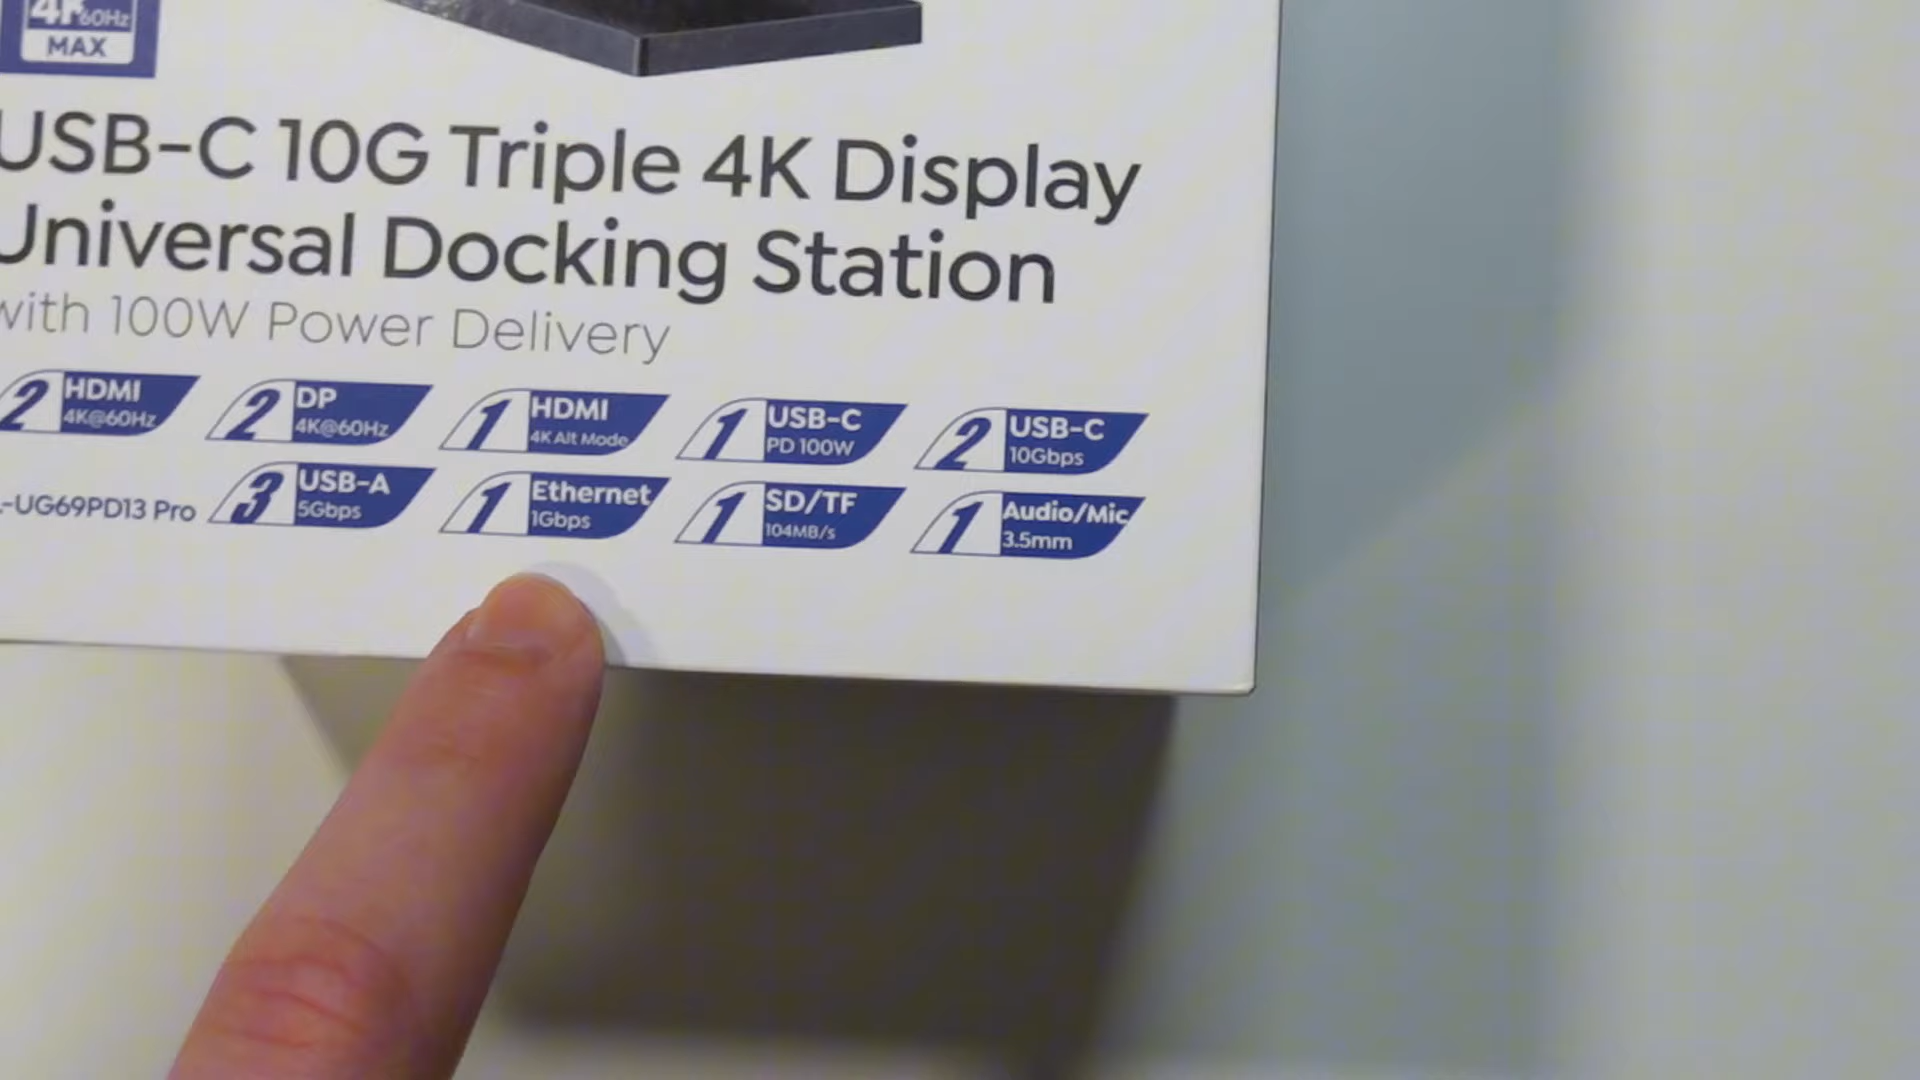 4K60Hz
MAX
USB-C 10G Triple 4K Display
Universal Docking Station
with 100W Power Delivery
2 HDMI 4K@60Hz
2 DP 4K@60Hz
1 HDMI 4K Alt Mode
1 USB-C PD 100W
2 USB-C 10Gbps
-UG69PD13 Pro
3 USB-A 5Gbps
1 Ethernet 1Gbps
1 SD/TF 104MB/s
1 Audio/Mic 3.5mm